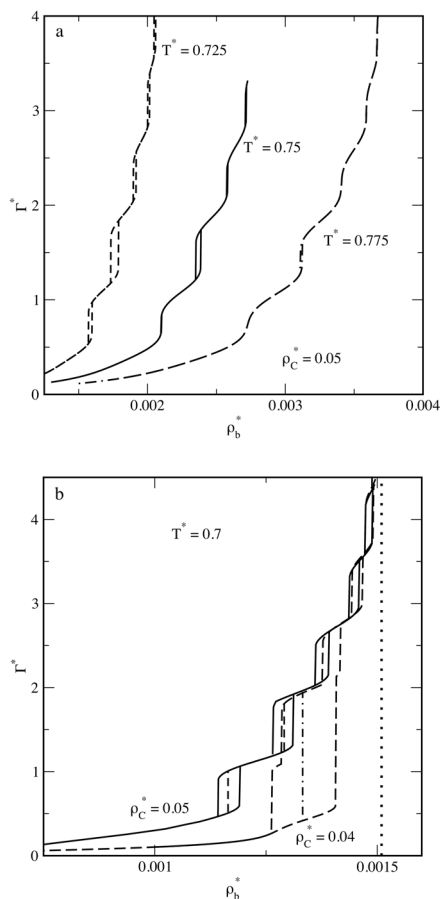 a
4
T* = 0.725
3
T* = 0.75
Γ*
2
T* = 0.775
1
ρC* = 0.05
0
0.002 0.003 0.004
ρb*
b
4
T* = 0.7
3
Γ*
2
1
ρC* = 0.05
ρC* = 0.04
0
0.001 0.0015
ρb*